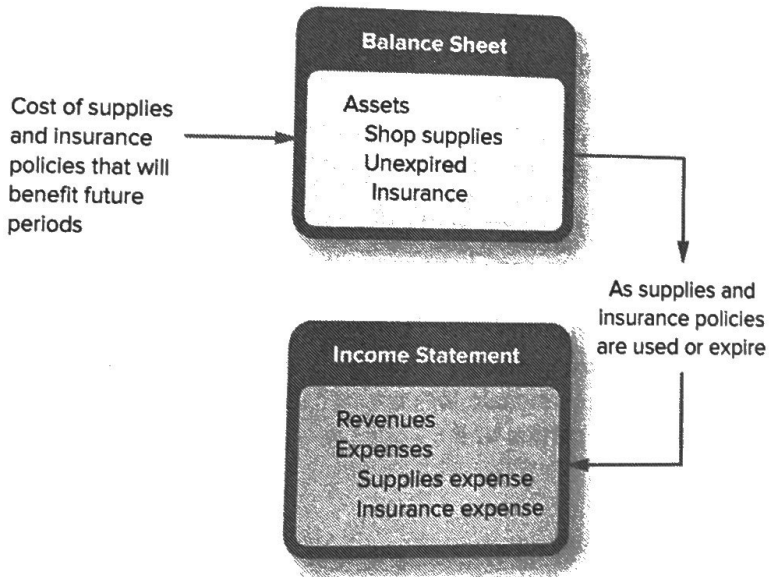 Balance Sheet
Cost of supplies
and insurance
policies that will
benefit future
periods
Assets
Shop supplies
Unexpired
Insurance
As supplies and
insurance policies
are used or expire
Income Statement
Revenues
Expenses
Supplies expense
Insurance expense